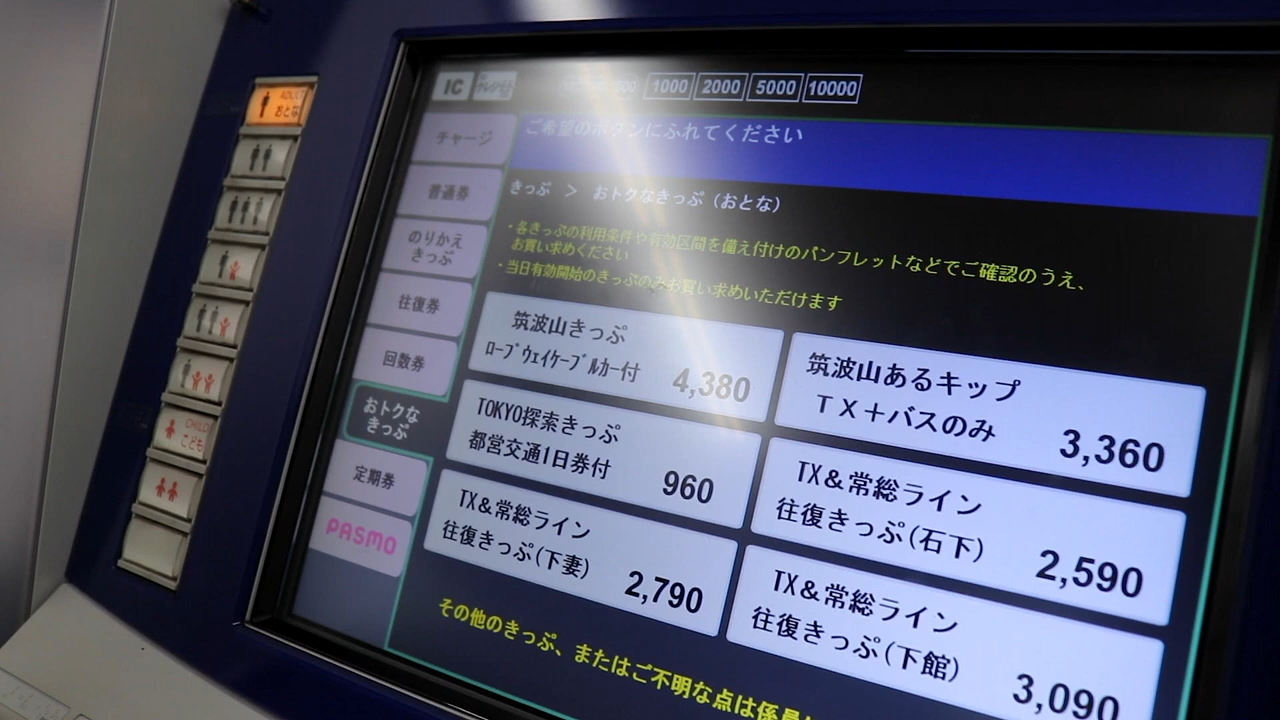 ADULT
おとな
CHILD
こども
IC
1000 2000 5000 10000
ご希望のボタンにふれてください
チャージ
普通券
のりかえ
きっぷ
往復券
回数券
おトクな
きっぷ
定期券
PASMO
きっぷ > おトクなきっぷ（おとな）
・各きっぷの利用条件や有効区間を備え付けのパンフレットなどでご確認のうえ、
お買い求めください
・当日有効開始のきっぷのみお買い求めいただけます
筑波山きっぷ
ﾛｰﾌﾟｳｪｲｹｰﾌﾞﾙｶｰ付 4,380
筑波山あるキップ
ＴＸ＋バスのみ 3,360
TOKYO探索きっぷ
都営交通1日券付 960
TX&常総ライン
往復きっぷ(石下) 2,590
TX&常総ライン
往復きっぷ(下妻) 2,790
TX&常総ライン
往復きっぷ(下館) 3,090
その他のきっぷ、またはご不明な点は係員